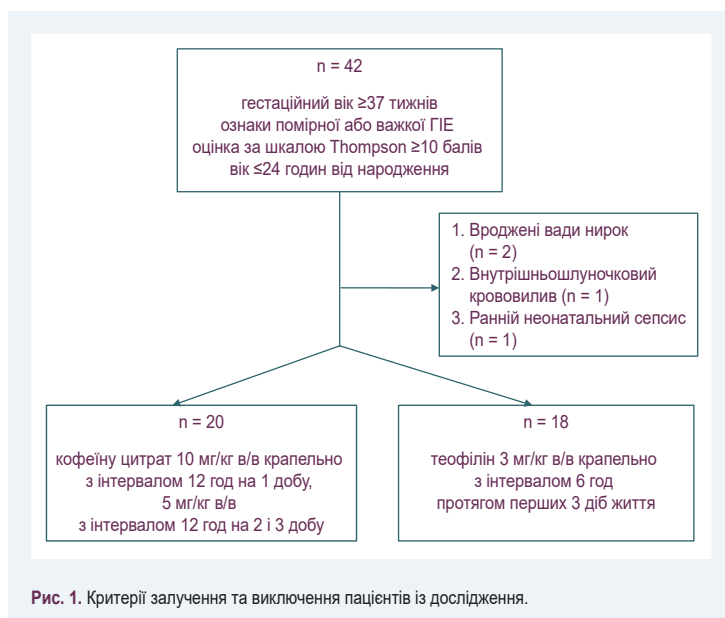 n = 42
гестаційний вік ≥37 тижнів
ознаки помірної або важкої ГІЕ
оцінка за шкалою Thompson ≥10 балів
вік ≤24 годин від народження
1. Вроджені вади нирок
(n = 2)
2. Внутрішньошлуночковий
крововилив (n = 1)
3. Ранній неонатальний сепсис
(n = 1)
n = 20
кофеїну цитрат 10 мг/кг в/в крапельно
з інтервалом 12 год на 1 добу,
5 мг/кг в/в
з інтервалом 12 год на 2 і 3 добу
n = 18
теофілін 3 мг/кг в/в крапельно
з інтервалом 6 год
протягом перших 3 діб життя
Рис. 1. Критерії залучення та виключення пацієнтів із дослідження.